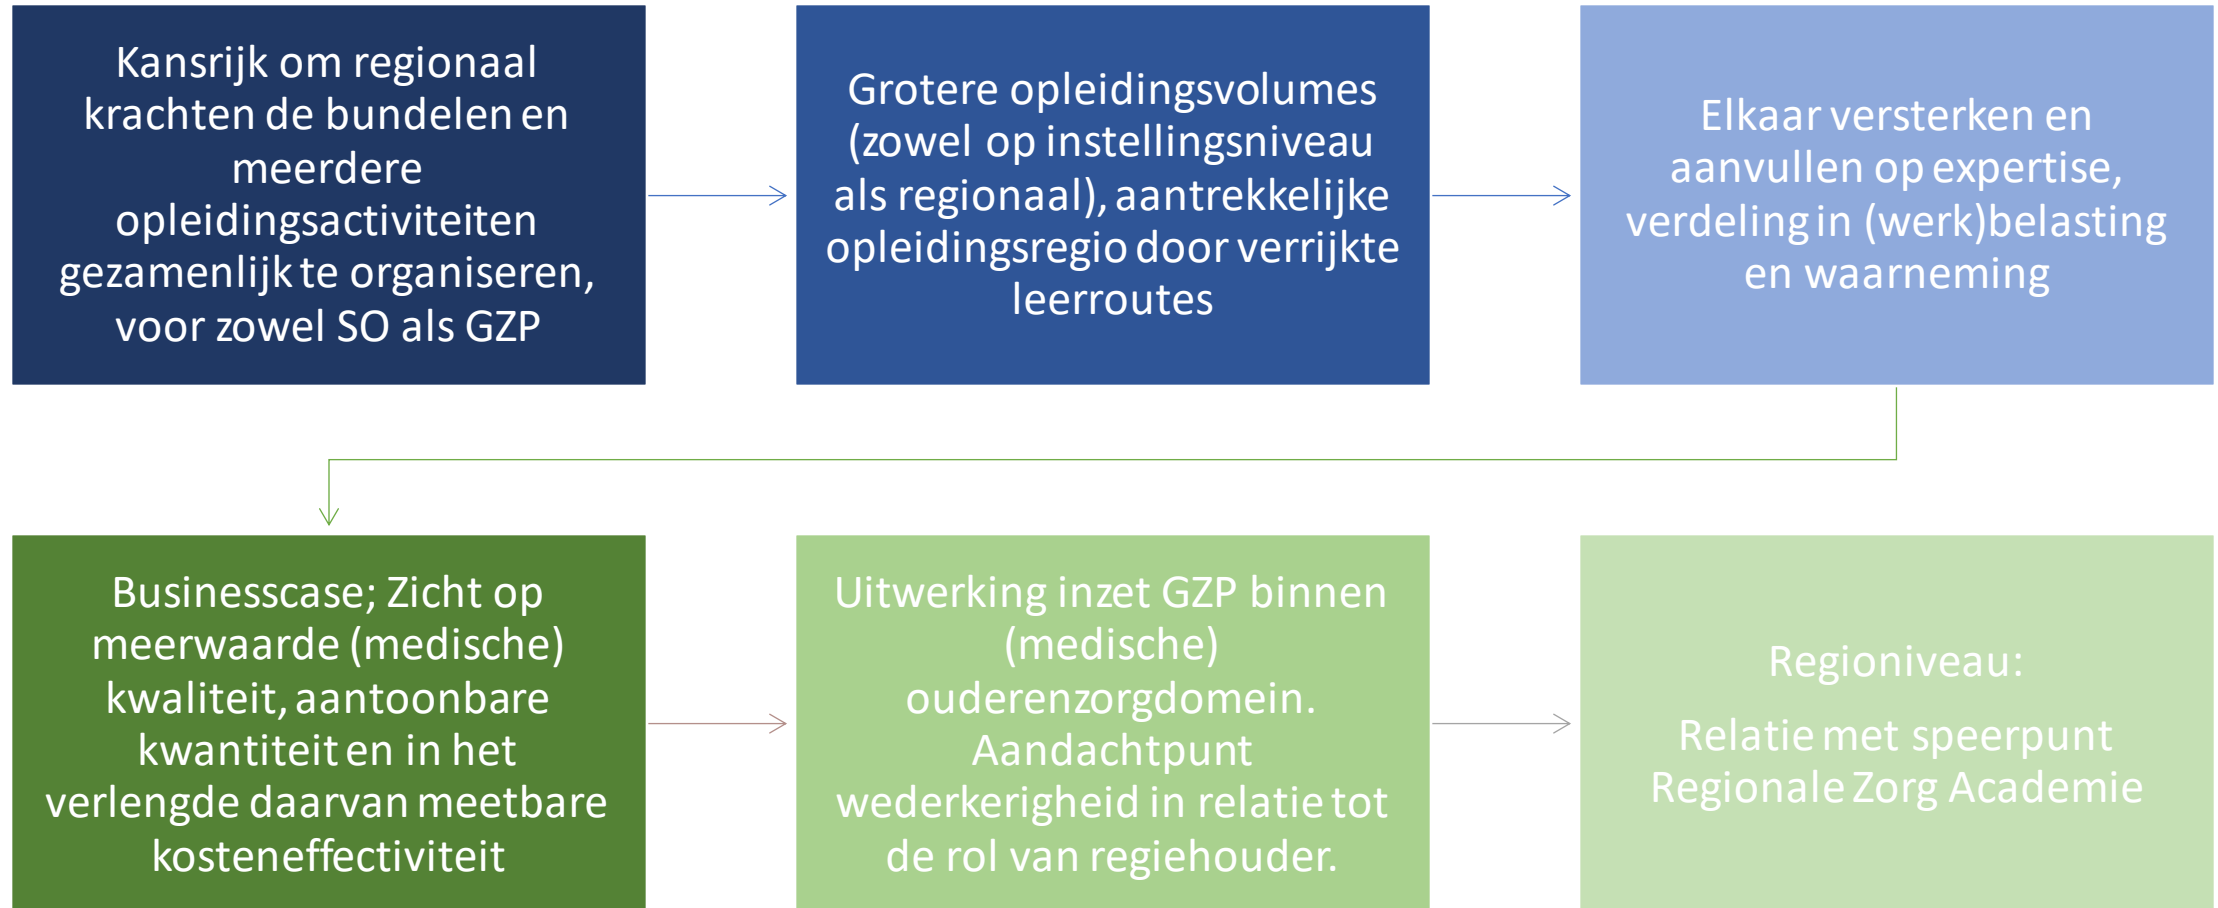 Kansrijk om regionaal
krachten de bundelen en
meerdere
opleidingsactiviteiten
gezamenlijk te organiseren,
voor zowel SO als GZP
Grotere opleidingsvolumes
(zowel op instellingsniveau
als regionaal), aantrekkelijke
opleidingsregio door verrijkte
leerroutes
Elkaar versterken en
aanvullen op expertise,
verdeling in (werk)belasting
en waarneming
Businesscase; Zicht op
meerwaarde (medische)
kwaliteit, aantoonbare
kwantiteit en in het
verlengde daarvan meetbare
kosteneffectiviteit
Uitwerking inzet GZP binnen
(medische)
ouderenzorgdomein.
Aandachtpunt
wederkerigheid in relatie tot
de rol van regiehouder.
Regioniveau:
Relatie met speerpunt
Regionale Zorg Academie